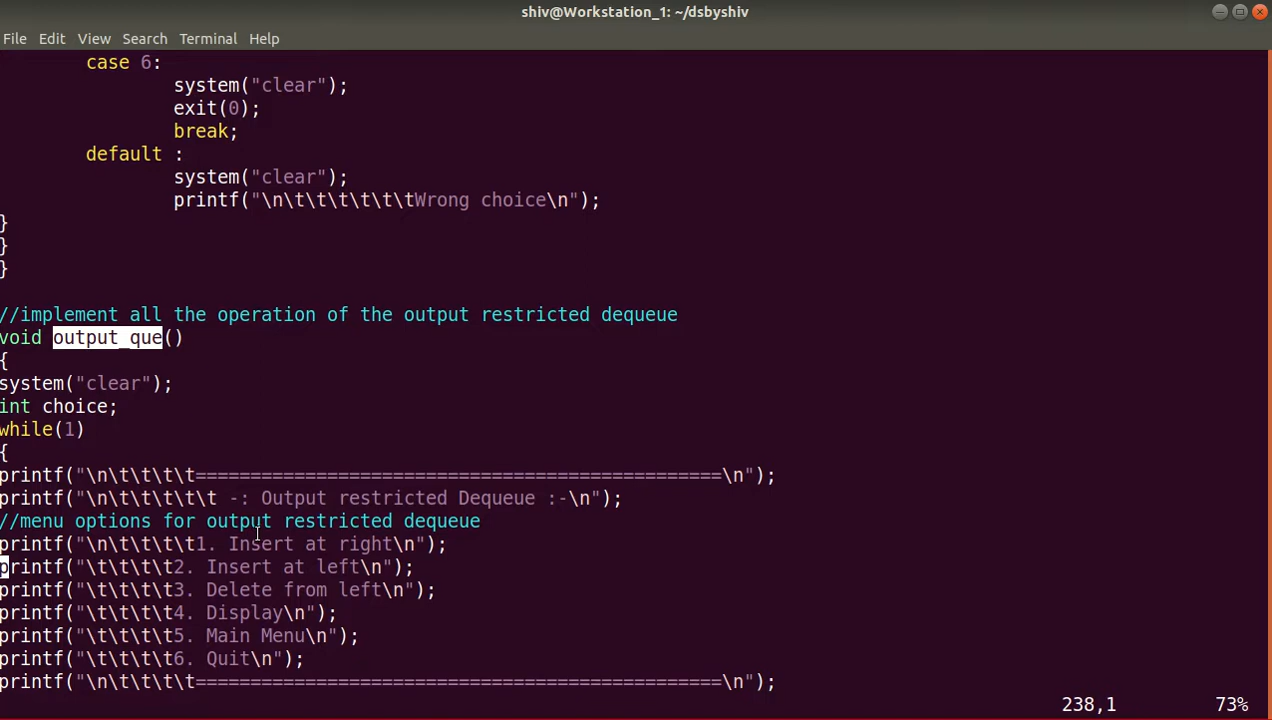 shiv@Workstation_1: ~/dsbyshiv
File Edit View Search Terminal Help
case 6:
system("clear");
exit(0);
break;
default :
system("clear");
printf("\n\t\t\t\t\t\tWrong choice\n");
}
}
}
//implement all the operation of the output restricted dequeue
void output_que()
{
system("clear");
int choice;
while(1)
{
printf("\n\t\t\t\t================================================\n");
printf("\n\t\t\t\t\t -: Output restricted Dequeue :-\n");
//menu options for output restricted dequeue
printf("\n\t\t\t\t1. Insert at right\n");
printf("\t\t\t\t2. Insert at left\n");
printf("\t\t\t\t3. Delete from left\n");
printf("\t\t\t\t4. Display\n");
printf("\t\t\t\t5. Main Menu\n");
printf("\t\t\t\t6. Quit\n");
printf("\n\t\t\t\t================================================\n");
238,1 73%